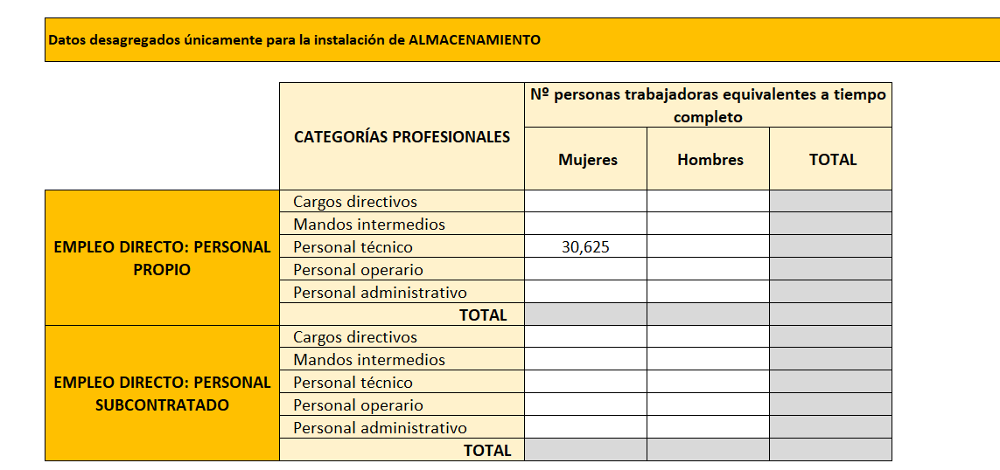 Datos desagregados únicamente para la instalación de ALMACENAMIENTO
CATEGORÍAS PROFESIONALES
Nº personas trabajadoras equivalentes a tiempo
completo
Mujeres Hombres TOTAL
EMPLEO DIRECTO: PERSONAL
PROPIO
Cargos directivos
Mandos intermedios
Personal técnico 30,625
Personal operario
Personal administrativo
TOTAL
EMPLEO DIRECTO: PERSONAL
SUBCONTRATADO
Cargos directivos
Mandos intermedios
Personal técnico
Personal operario
Personal administrativo
TOTAL